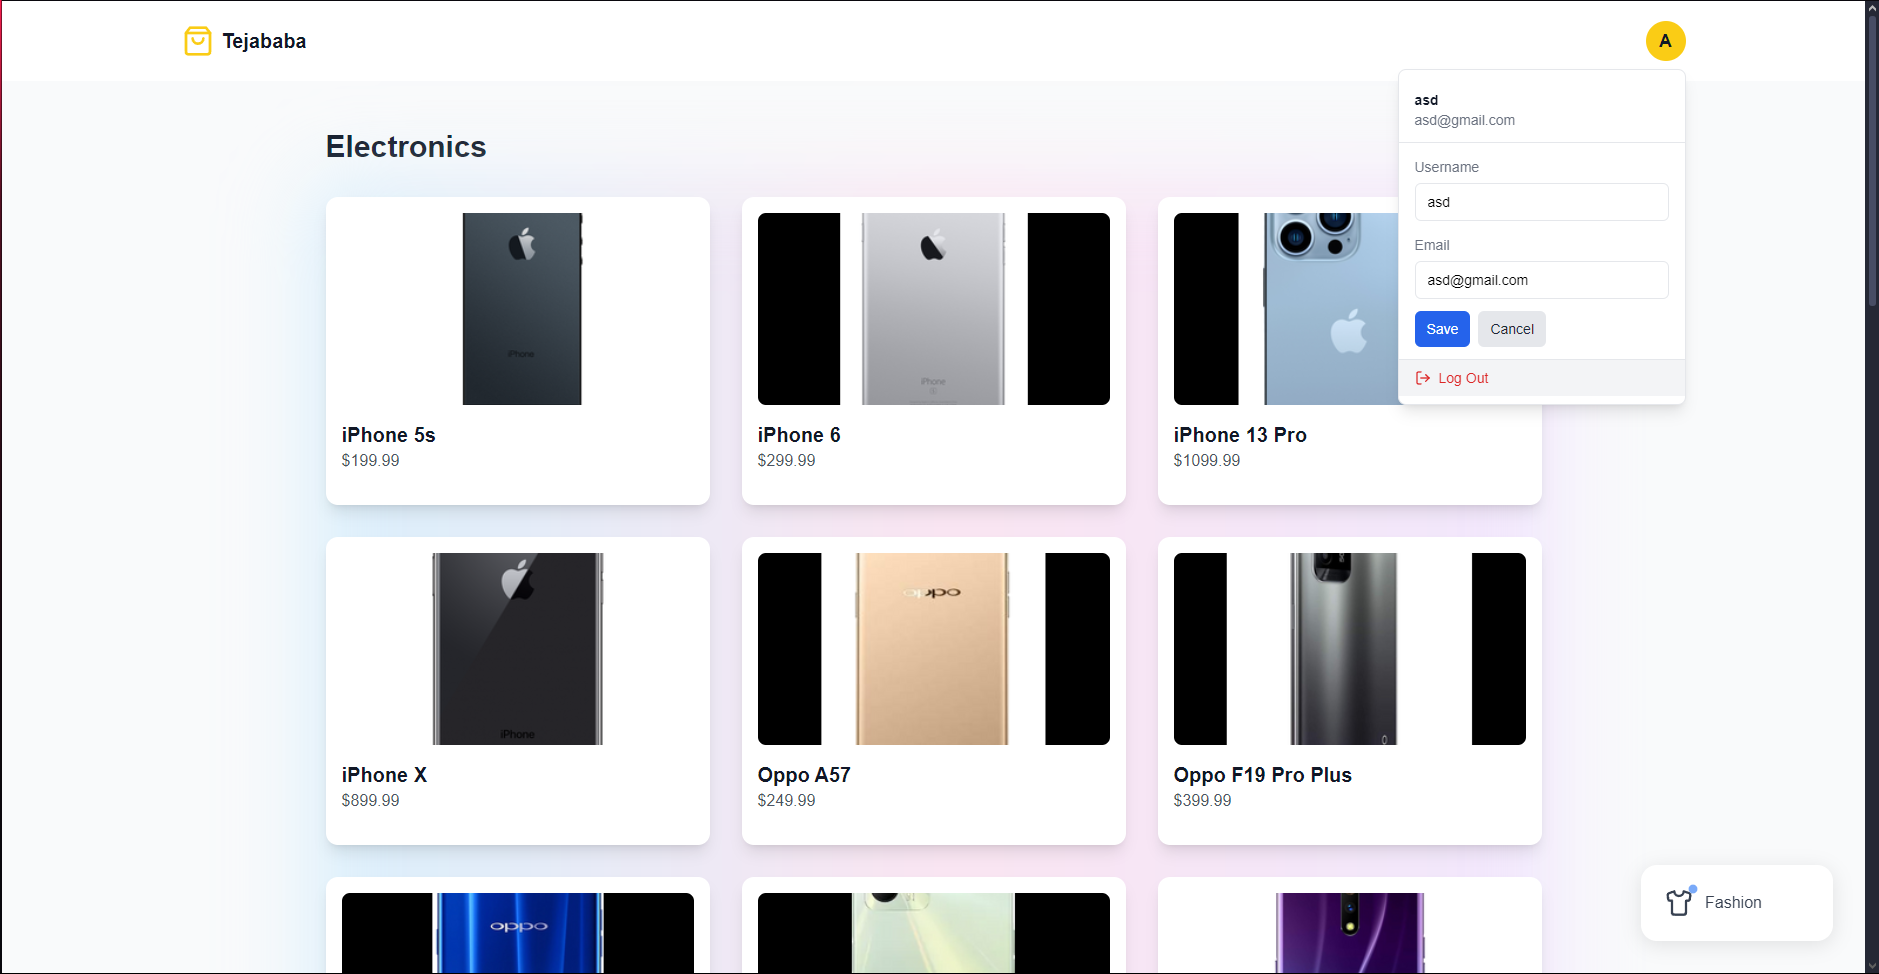 Tejababa
A
asd
asd@gmail.com
Username
asd
Email
asd@gmail.com
Save
Cancel
Log Out
Electronics
iPhone
iPhone 5s
$199.99
iPhone
iPhone 6
$299.99
iPhone 13 Pro
$1099.99
iPhone
iPhone X
$899.99
oppo
Oppo A57
$249.99
Oppo F19 Pro Plus
$399.99
oppo
Fashion